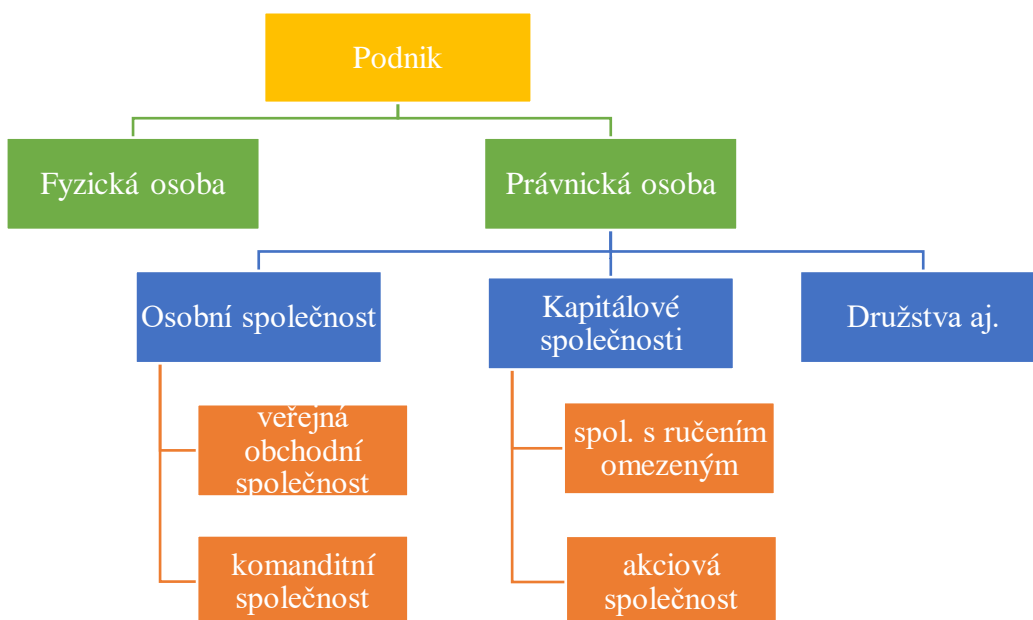 Podnik
Fyzická osoba
Právnická osoba
Osobní společnost
Kapitálové
společnosti
Družstva aj.
veřejná
obchodní
společnost
spol. s ručením
omezeným
komanditní
společnost
akciová
společnost